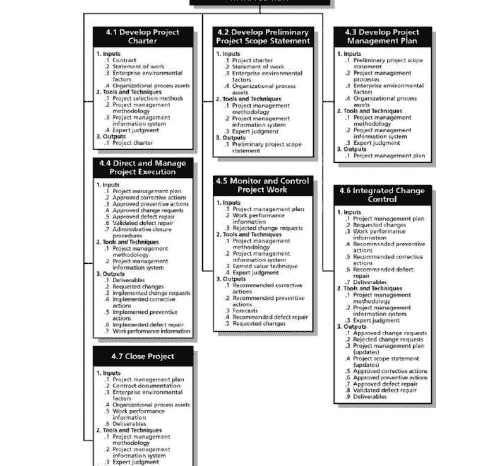 4.1 Develop Project
Charter
1. Inputs
.1 Contract
.2 Statement of work
.3 Enterprise environmental
factors
.4 Organizational process assets
2. Tools and Techniques
.1 Project selection methods
.2 Project management
methodology
.3 Project management
information system
.4 Expert judgment
3. Outputs
.1 Project charter
4.2 Develop Preliminary
Project Scope Statement
1. Inputs
.1 Project charter
.2 Statement of work
.3 Enterprise environmental
factors
.4 Organizational process
assets
2. Tools and Techniques
.1 Project management
methodology
.2 Project management
information system
.3 Expert judgment
3. Outputs
.1 Preliminary project scope
statement
4.3 Develop Project
Management Plan
1. Inputs
.1 Preliminary project scope
statement
.2 Project management
processes
.3 Enterprise environmental
factors
.4 Organizational process
assets
2. Tools and Techniques
.1 Project management
methodology
.2 Project management
information system
.3 Expert judgment
3. Outputs
.1 Project management plan
4.4 Direct and Manage
Project Execution
1. Inputs
.1 Project management plan
.2 Approved corrective actions
.3 Approved preventive actions
.4 Approved change requests
.5 Approved defect repair
.6 Validated defect repair
.7 Administrative closure
procedures
2. Tools and Techniques
.1 Project management
methodology
.2 Project management
information system
3. Outputs
.1 Deliverables
.2 Requested changes
.3 Implemented change requests
.4 Implemented corrective
actions
.5 Implemented preventive
actions
.6 Implemented defect repair
.7 Work performance information
4.5 Monitor and Control
Project Work
1. Inputs
.1 Project management plan
.2 Work performance
information
.3 Rejected change requests
2. Tools and Techniques
.1 Project management
methodology
.2 Project management
information system
.3 Earned value technique
.4 Expert judgment
3. Outputs
.1 Recommended corrective
actions
.2 Recommended preventive
actions
.3 Forecasts
.4 Recommended defect repair
.5 Requested changes
4.6 Integrated Change
Control
1. Inputs
.1 Project management plan
.2 Requested changes
.3 Work performance
information
.4 Recommended preventive
actions
.5 Recommended corrective
actions
.6 Recommended defect
repair
.7 Deliverables
2. Tools and Techniques
.1 Project management
methodology
.2 Project management
information system
.3 Expert judgment
3. Outputs
.1 Approved change requests
.2 Rejected change requests
.3 Project management plan
(updates)
.4 Project scope statement
(updates)
.5 Approved corrective actions
.6 Approved preventive actions
.7 Approved defect repair
.8 Validated defect repair
.9 Deliverables
4.7 Close Project
1. Inputs
.1 Project management plan
.2 Contract documentation
.3 Enterprise environmental
factors
.4 Organizational process assets
.5 Work performance
information
.6 Deliverables
2. Tools and Techniques
.1 Project management
methodology
.2 Project management
information system
.3 Expert judgment